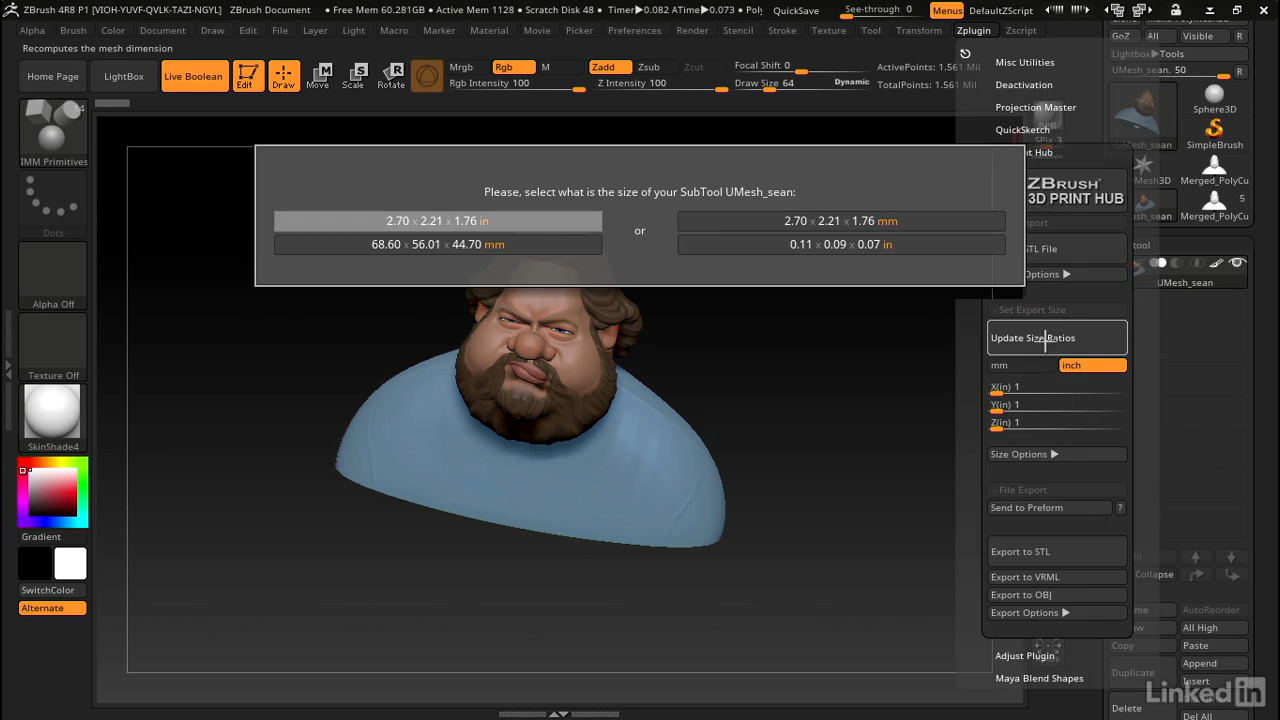 ZBrush 4R8 P1 [VIOH-YUVF-QVLK-TAZI-NGYL] ZBrush Document • Free Mem 60.281GB • Active Mem 1128 • Scratch Disk 48 • Timer▶0.082 ATime▶0.073 • QuickSave See-through 0 Menus DefaultZScript
Alpha Brush Color Document Draw Edit File Layer Light Macro Marker Material Movie Picker Preferences Render Stencil Stroke Texture Tool Transform Zplugin Zscript
Recomputes the mesh dimension
Home Page LightBox Live Boolean Edit Draw Move Scale Rotate
Mrgb Rgb M Zadd Zsub Zcut
Rgb Intensity 100 Z Intensity 100
Focal Shift 0
Draw Size 64 Dynamic
ActivePoints: 1.561 Mil
TotalPoints: 1.561 Mil
14
IMM Primitives
Dots
Alpha Off
Texture Off
SkinShade4
Gradient
SwitchColor
Alternate
Please, select what is the size of your SubTool UMesh_sean:
2.70 x 2.21 x 1.76 in
68.60 x 56.01 x 44.70 mm
or
2.70 x 2.21 x 1.76 mm
0.11 x 0.09 x 0.07 in
Misc Utilities
Deactivation
Projection Master
BPR
SPix 3
QuickSketch
nt Hub
ZBRUSH®
3D PRINT HUB
STL File
Options ▶
- Set Export Size
Update Size Ratios
mm inch
X(in) 1
Y(in) 1
Z(in) 1
Size Options ▶
- File Export
Send to Preform ?
Export to STL
Export to VRML
Export to OBJ
Export Options ▶
Adjust Plugin
Maya Blend Shapes
GoZ All Visible R
Lightbox▶Tools
UMesh_sean. 50 R
Sphere3D
UMesh_sean SimpleBrush
Mesh3D Merged_PolyCu
5
Merged_PolyCu
UMesh_sean
Collapse
AutoReorder
All High
Copy Paste
Append
Duplicate Insert
Delete Del All
LinkedIn